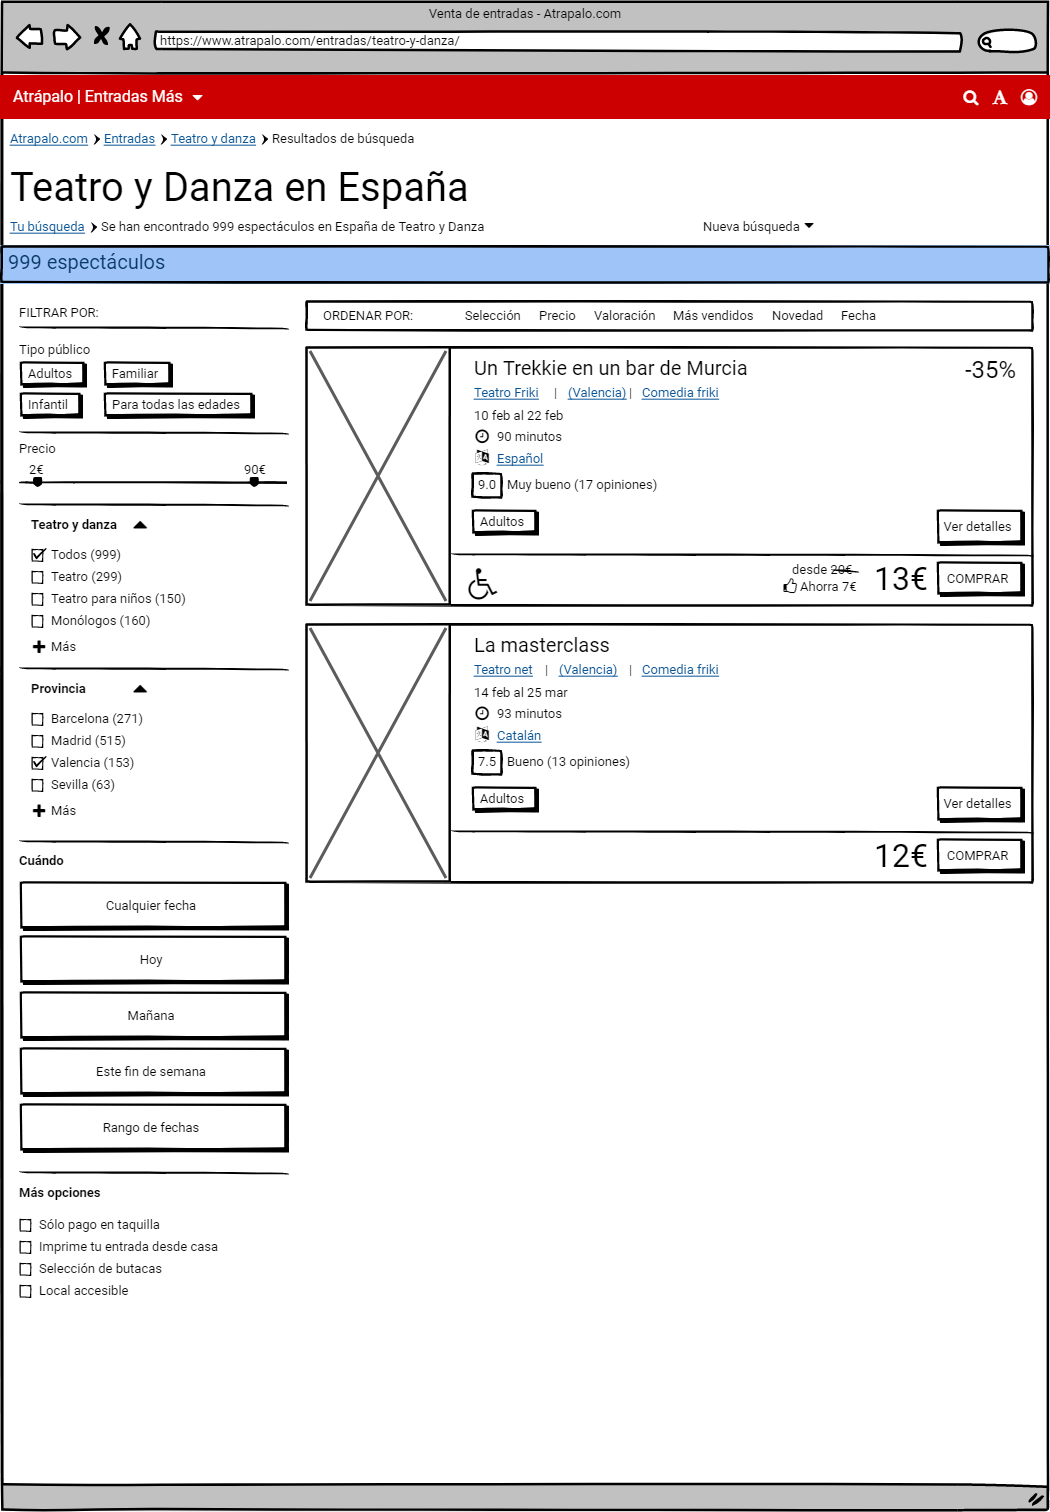 Venta de entradas - Atrapalo.com
https://www.atrapalo.com/entradas/teatro-y-danza/
Atrápalo | Entradas Más
Atrapalo.com Entradas Teatro y danza Resultados de búsqueda
Teatro y Danza en España
Tu búsqueda Se han encontrado 999 espectáculos en España de Teatro y Danza
Nueva búsqueda
999 espectáculos
FILTRAR POR:
Tipo público
Adultos
Familiar
Infantil
Para todas las edades
Precio
2€ 90€
Teatro y danza
Todos (999)
Teatro (299)
Teatro para niños (150)
Monólogos (160)
Más
Provincia
Barcelona (271)
Madrid (515)
Valencia (153)
Sevilla (63)
Más
Cuándo
Cualquier fecha
Hoy
Mañana
Este fin de semana
Rango de fechas
Más opciones
Sólo pago en taquilla
Imprime tu entrada desde casa
Selección de butacas
Local accesible
ORDENAR POR: Selección Precio Valoración Más vendidos Novedad Fecha
Un Trekkie en un bar de Murcia
-35%
Teatro Friki | (Valencia) | Comedia friki
10 feb al 22 feb
90 minutos
Español
9.0 Muy bueno (17 opiniones)
Adultos
Ver detalles
desde 20€
Ahorra 7€
13€
COMPRAR
La masterclass
Teatro net | (Valencia) | Comedia friki
14 feb al 25 mar
93 minutos
Catalán
7.5 Bueno (13 opiniones)
Adultos
Ver detalles
12€
COMPRAR